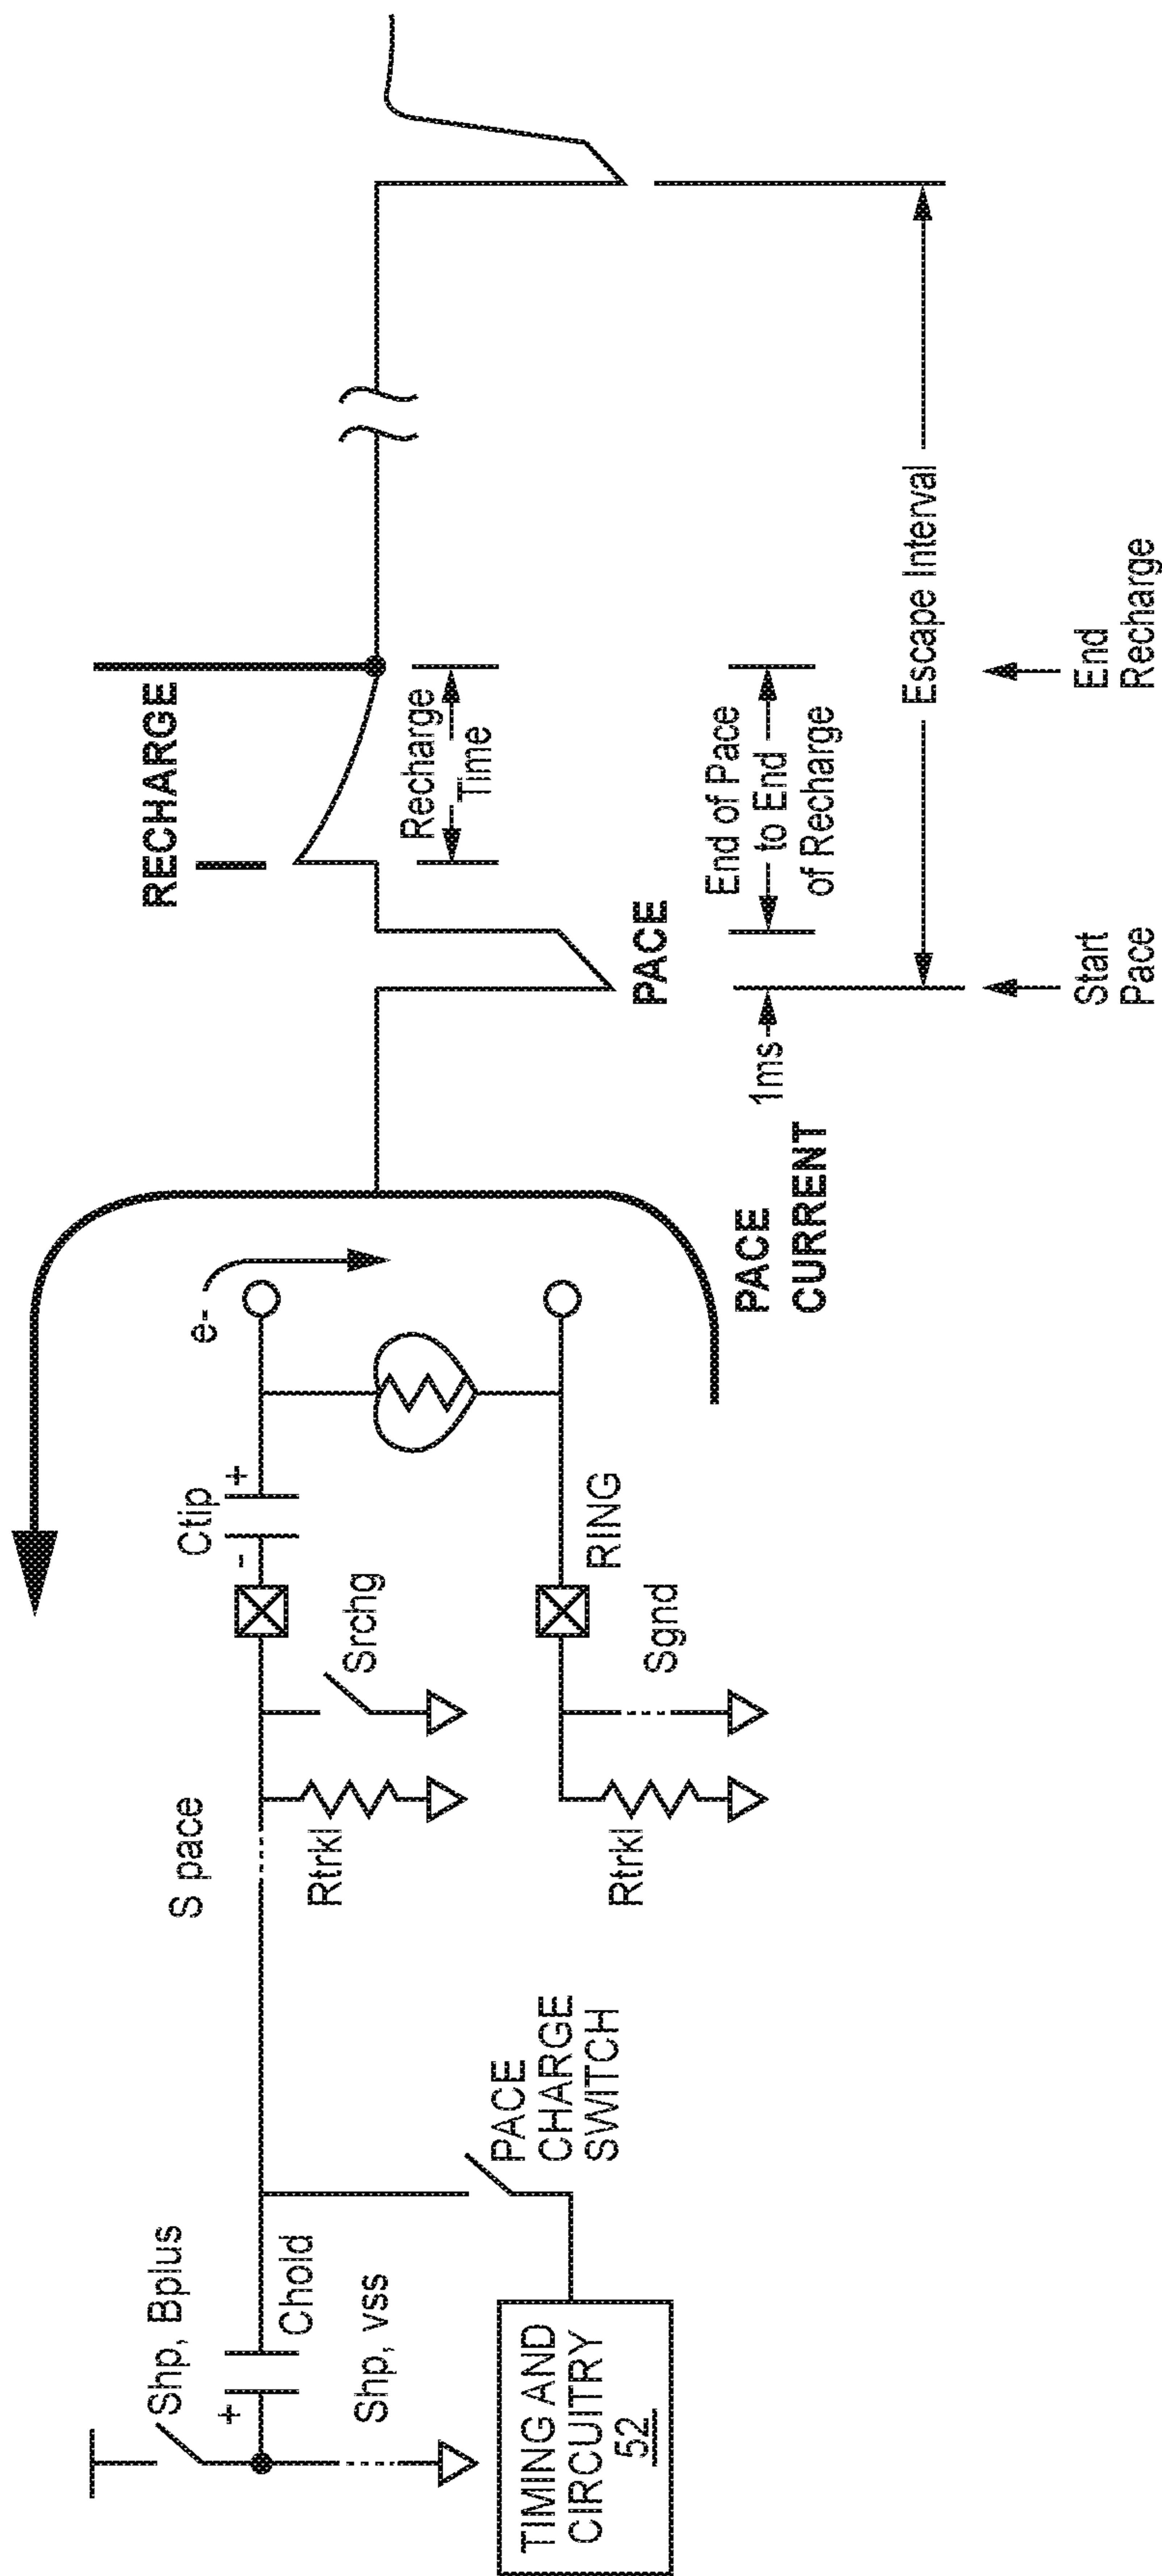 Shp, Bplus
+
Chold
Shp, vss
TIMING AND
CIRCUITRY
52
PACE
CHARGE
SWITCH
S pace
Rtrkl
Srchg
Rtrkl
Sgnd
Ctip
- +
RING
e-
PACE
CURRENT
RECHARGE
PACE
Recharge
Time
1ms
End of Pace
to End
of Recharge
Escape Interval
Start
Pace
End
Recharge